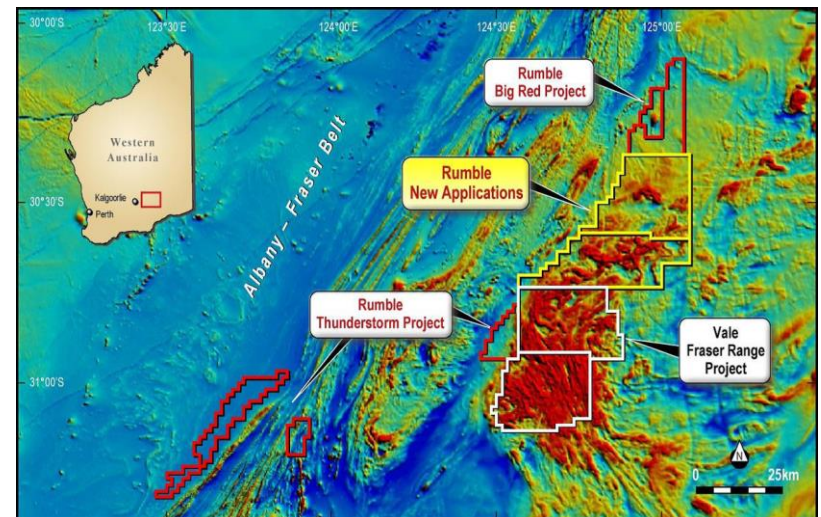 30°00'S
123°30'E
124°00'E
124°30'E
125°00'E
Rumble
Big Red Project
Western
Australia
Kalgoorlie
Perth
Albany – Fraser Belt
Rumble
New Applications
30°30'S
Rumble
Thunderstorm Project
Vale
Fraser Range
Project
31°00'S
N
0
25km